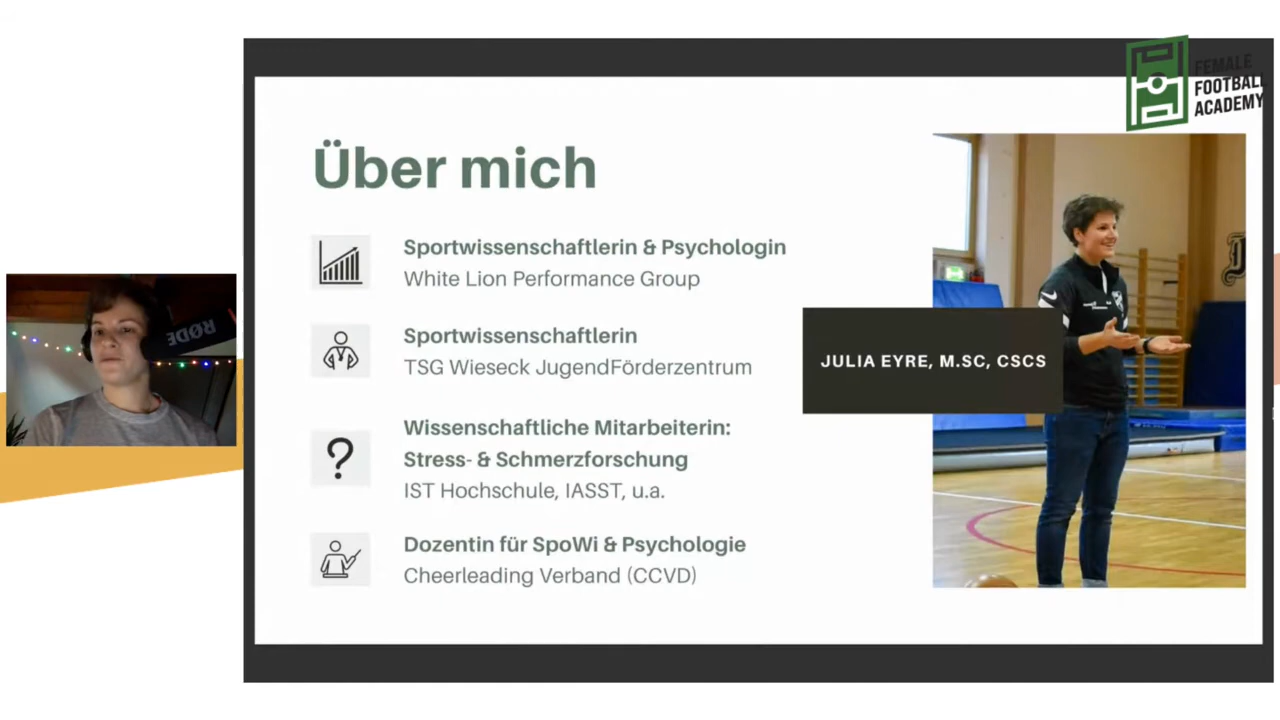 FEMALE
FOOTBALL
ACADEMY
Über mich
Sportwissenschaftlerin & Psychologin
White Lion Performance Group
Sportwissenschaftlerin
TSG Wieseck JugendFörderzentrum
JULIA EYRE, M.SC, CSCS
Wissenschaftliche Mitarbeiterin:
Stress- & Schmerzforschung
IST Hochschule, IASST, u.a.
Dozentin für SpoWi & Psychologie
Cheerleading Verband (CCVD)
RØDE